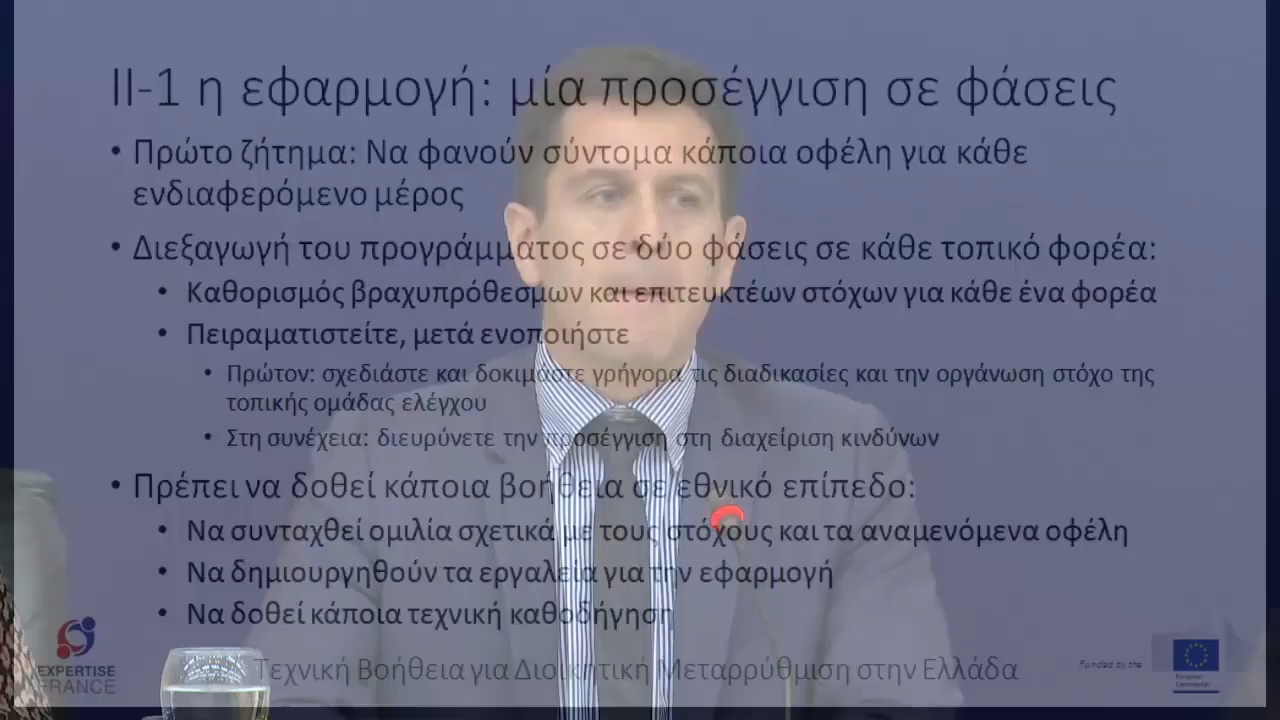 II-1 η εφαρμογή: μία προσέγγιση σε φάσεις
• Πρώτο ζήτημα: Να φανούν σύντομα κάποια οφέλη για κάθε
ενδιαφερόμενο μέρος
• Διεξαγωγή του προγράμματος σε δύο φάσεις σε κάθε τοπικό φορέα:
• Καθορισμός βραχυπρόθεσμων και επιτευκτέων στόχων για κάθε ένα φορέα
• Πειραματιστείτε, μετά ενοποιήστε
• Πρώτον: σχεδιάστε και δοκιμάστε γρήγορα τις διαδικασίες και την οργάνωση στόχο της
τοπικής ομάδας ελέγχου
• Στη συνέχεια: διευρύνετε την προσέγγιση στη διαχείριση κινδύνων
• Πρέπει να δοθεί κάποια βοήθεια σε εθνικό επίπεδο:
• Να συνταχθεί ομιλία σχετικά με τους στόχους και τα αναμενόμενα οφέλη
• Να δημιουργηθούν τα εργαλεία για την εφαρμογή
• Να δοθεί κάποια τεχνική καθοδήγηση
EXPERTISE
FRANCE
Τεχνική Βοήθεια για Διοικητική Μεταρρύθμιση στην Ελλάδα
Funded by the
European
Commission